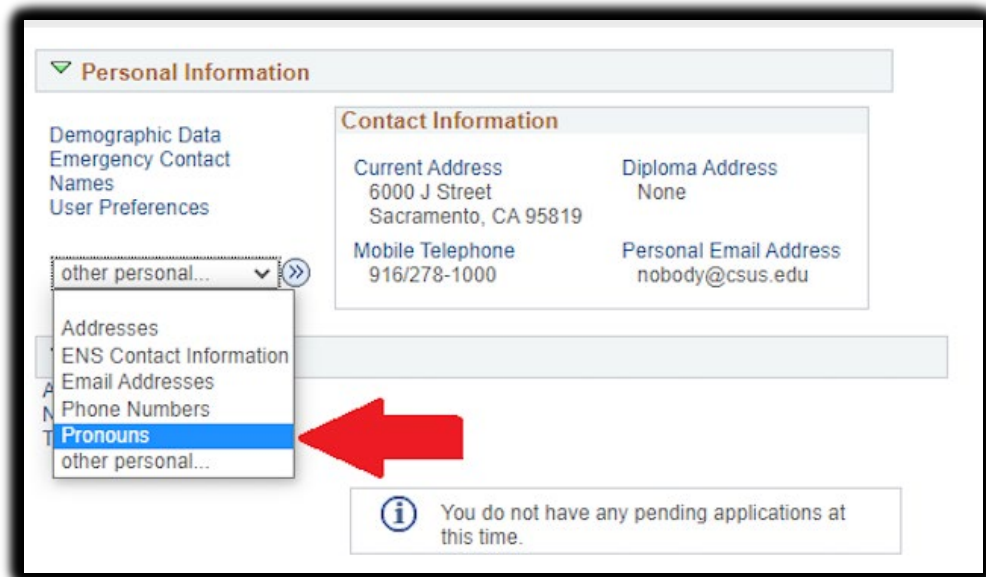 Personal Information
Demographic Data
Emergency Contact
Names
User Preferences
other personal...
Addresses
ENS Contact Information
Email Addresses
Phone Numbers
Pronouns
other personal...
Contact Information
Current Address
6000 J Street
Sacramento, CA 95819
Diploma Address
None
Mobile Telephone
916/278-1000
Personal Email Address
nobody@csus.edu
You do not have any pending applications at
this time.